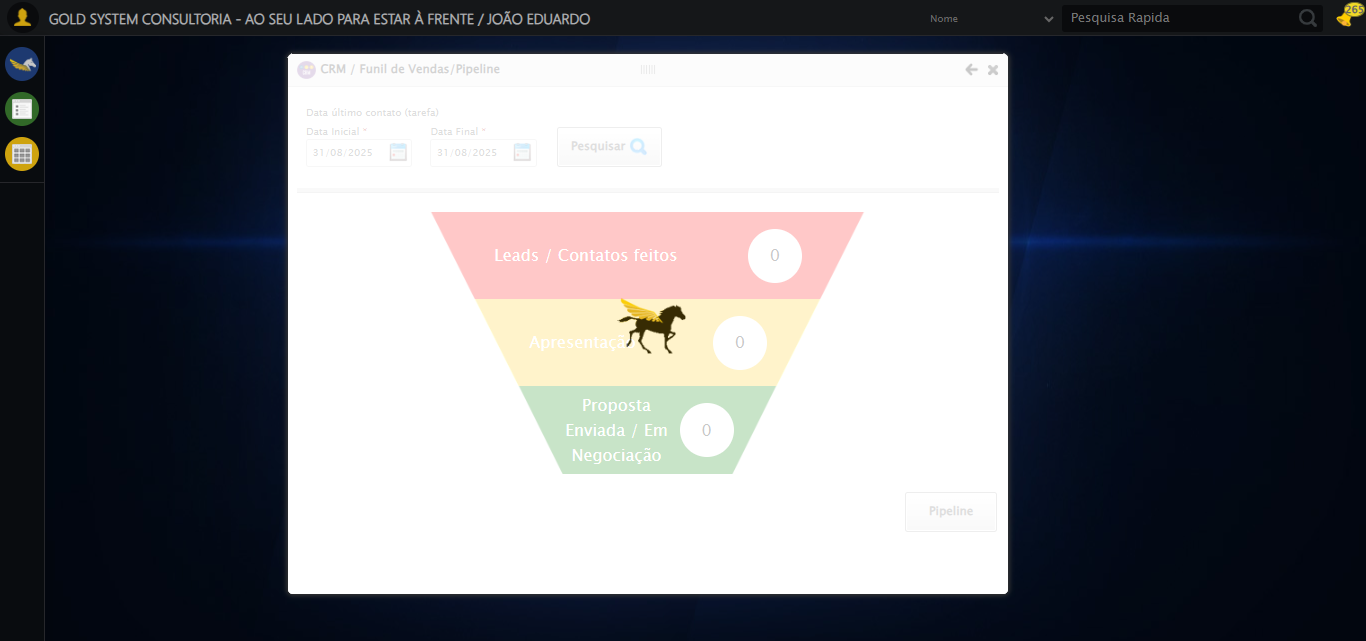 GOLD SYSTEM CONSULTORIA - AO SEU LADO PARA ESTAR À FRENTE / JOÃO EDUARDO
Nome
Pesquisa Rapida
265
CRM / Funil de Vendas/Pipeline
Data último contato (tarefa)
Data Inicial *
Data Final *
31/08/2025
31/08/2025
Pesquisar
Leads / Contatos feitos
0
Apresentaçã
0
Proposta
Enviada / Em
Negociação
0
Pipeline